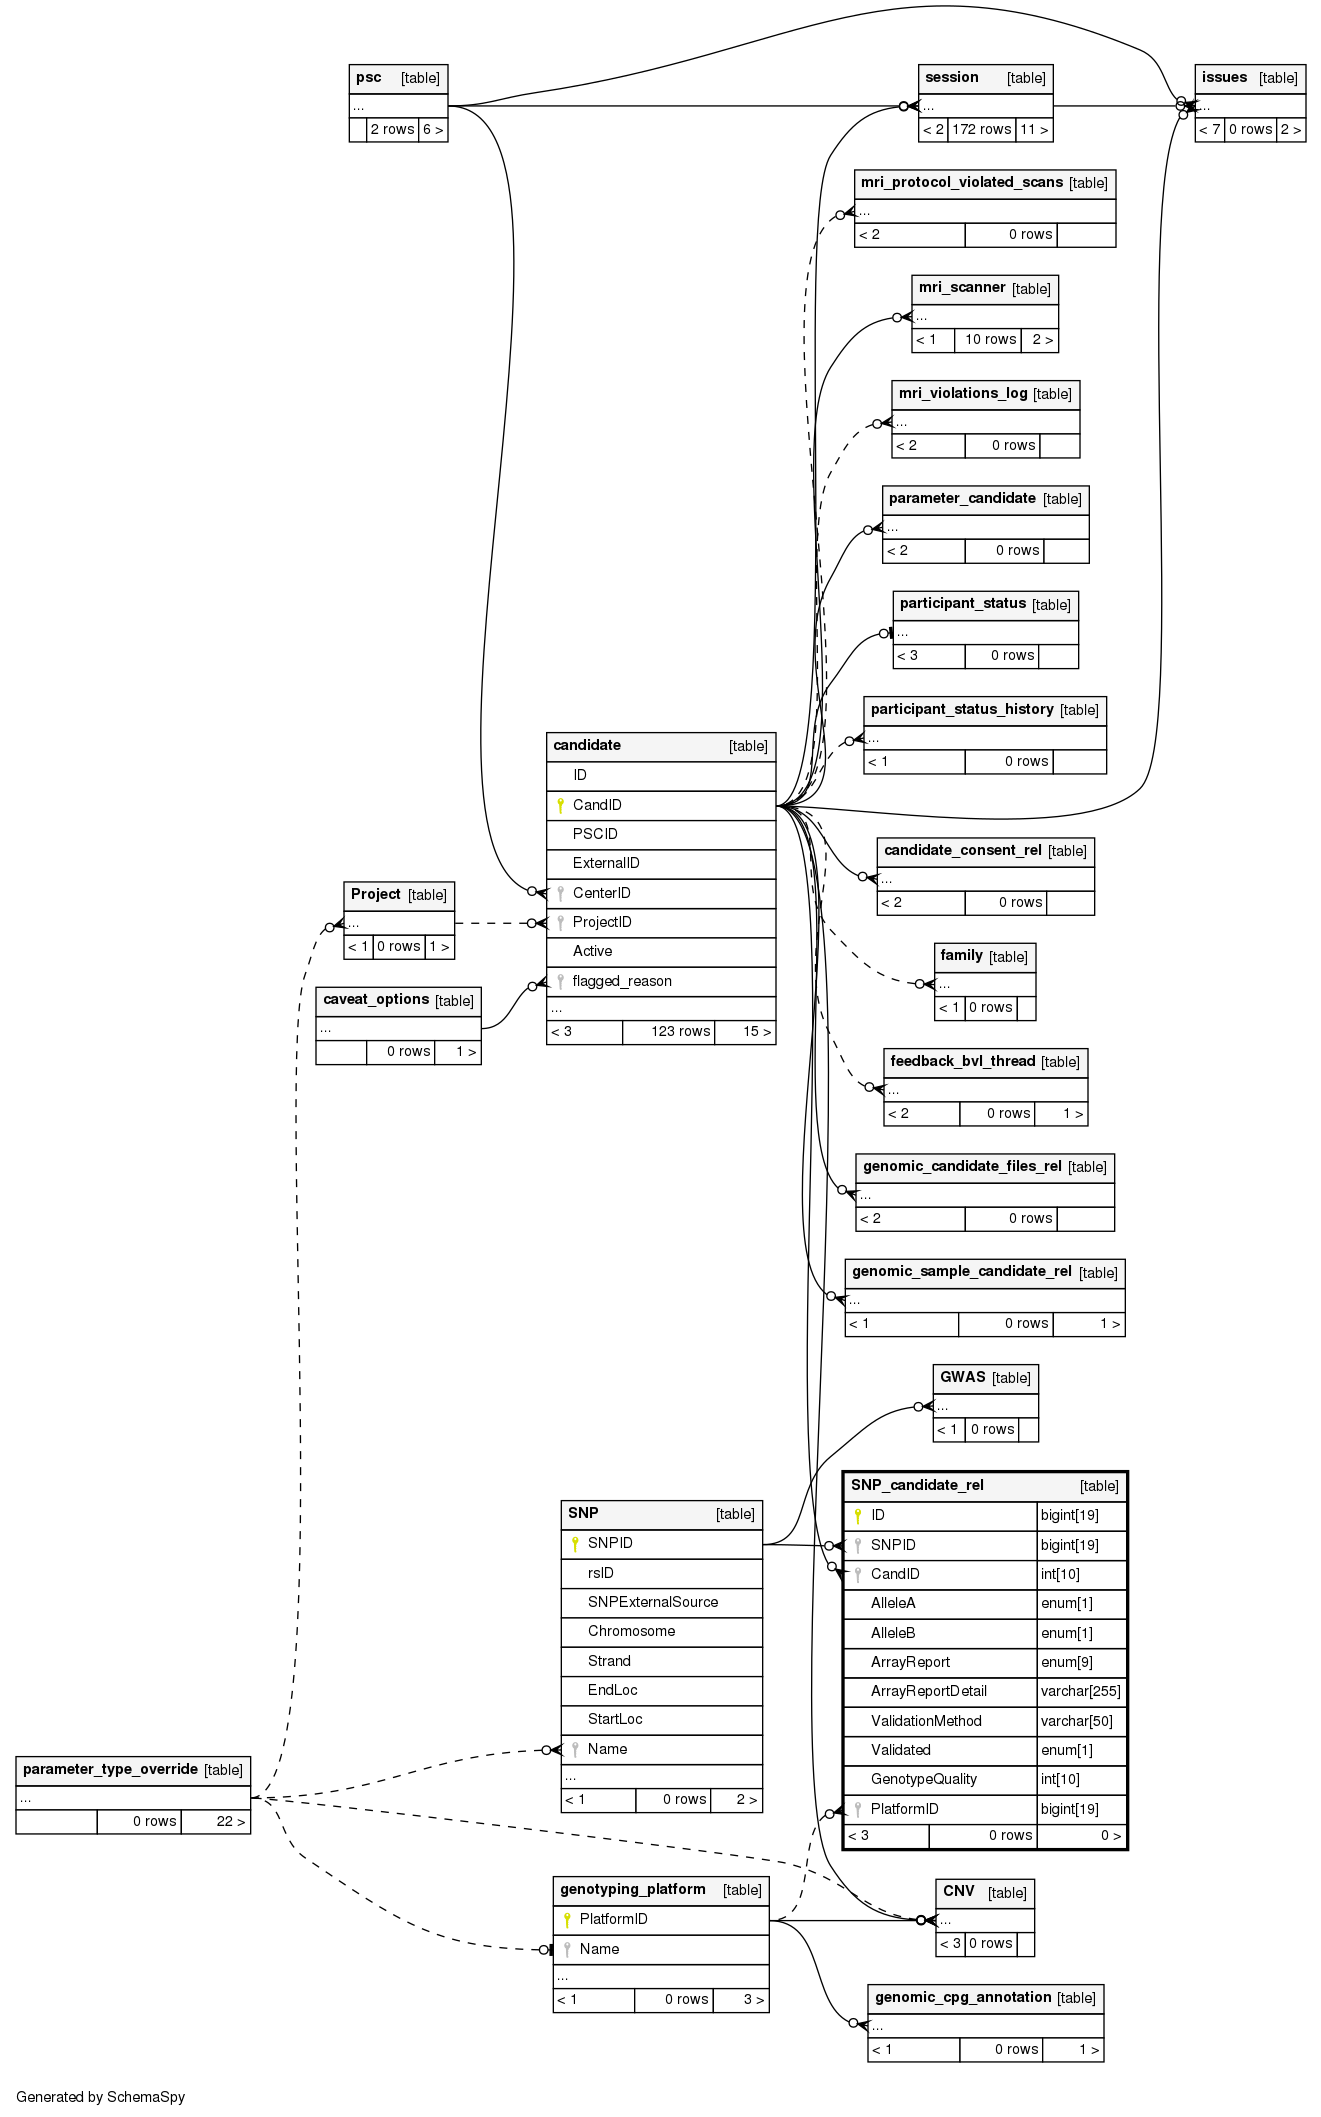 psc [table]
...
2 rows 6 >
session [table]
...
< 2 172 rows 11 >
issues [table]
...
< 7 0 rows 2 >
mri_protocol_violated_scans [table]
...
< 2 0 rows
mri_scanner [table]
...
< 1 10 rows 2 >
mri_violations_log [table]
...
< 2 0 rows
parameter_candidate [table]
...
< 2 0 rows
participant_status [table]
...
< 3 0 rows
participant_status_history [table]
...
< 1 0 rows
candidate [table]
ID
CandID
PSCID
ExternalID
CenterID
ProjectID
Active
flagged_reason
...
< 3 123 rows 15 >
candidate_consent_rel [table]
...
< 2 0 rows
Project [table]
...
< 1 0 rows 1 >
family [table]
...
< 1 0 rows
caveat_options [table]
...
0 rows 1 >
feedback_bvl_thread [table]
...
< 2 0 rows 1 >
genomic_candidate_files_rel [table]
...
< 2 0 rows
genomic_sample_candidate_rel [table]
...
< 1 0 rows 1 >
GWAS [table]
...
< 1 0 rows
SNP_candidate_rel [table]
ID bigint[19]
SNPID bigint[19]
CandID int[10]
AlleleA enum[1]
AlleleB enum[1]
ArrayReport enum[9]
ArrayReportDetail varchar[255]
ValidationMethod varchar[50]
Validated enum[1]
GenotypeQuality int[10]
PlatformID bigint[19]
< 3 0 rows 0 >
SNP [table]
SNPID
rsID
SNPExternalSource
Chromosome
Strand
EndLoc
StartLoc
Name
...
< 1 0 rows 2 >
parameter_type_override [table]
...
0 rows 22 >
genotyping_platform [table]
PlatformID
Name
...
< 1 0 rows 3 >
CNV [table]
...
< 3 0 rows
genomic_cpg_annotation [table]
...
< 1 0 rows 1 >
Generated by SchemaSpy